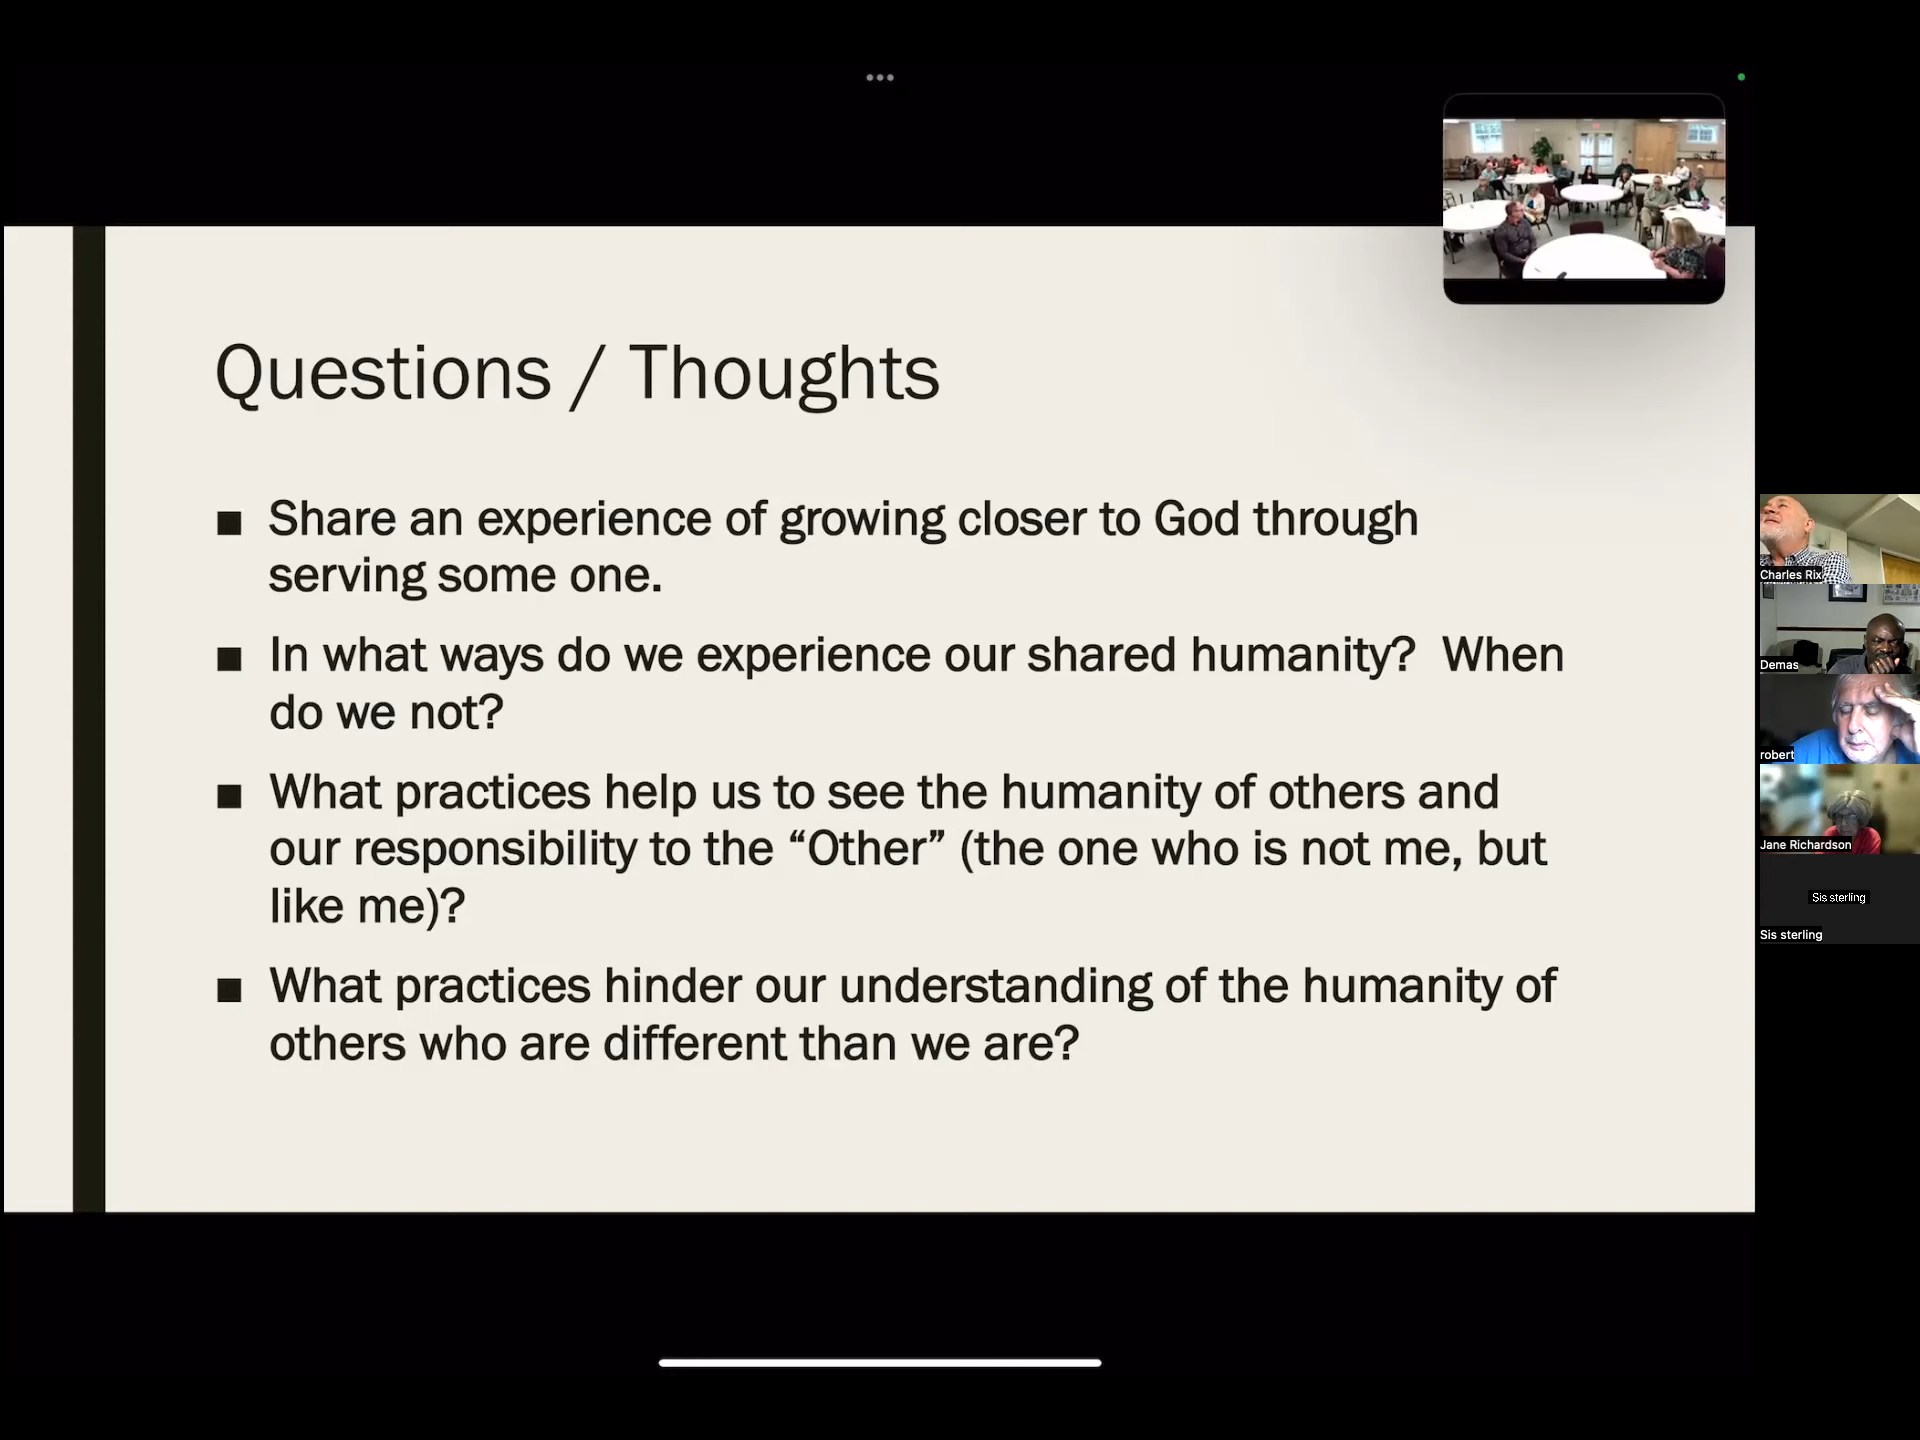 Questions / Thoughts
■ Share an experience of growing closer to God through
serving some one.
■ In what ways do we experience our shared humanity?  When
do we not?
■ What practices help us to see the humanity of others and
our responsibility to the “Other” (the one who is not me, but
like me)?
■ What practices hinder our understanding of the humanity of
others who are different than we are?
Charles Rix
Demas
robert
Jane Richardson
Sis sterling
Sis sterling